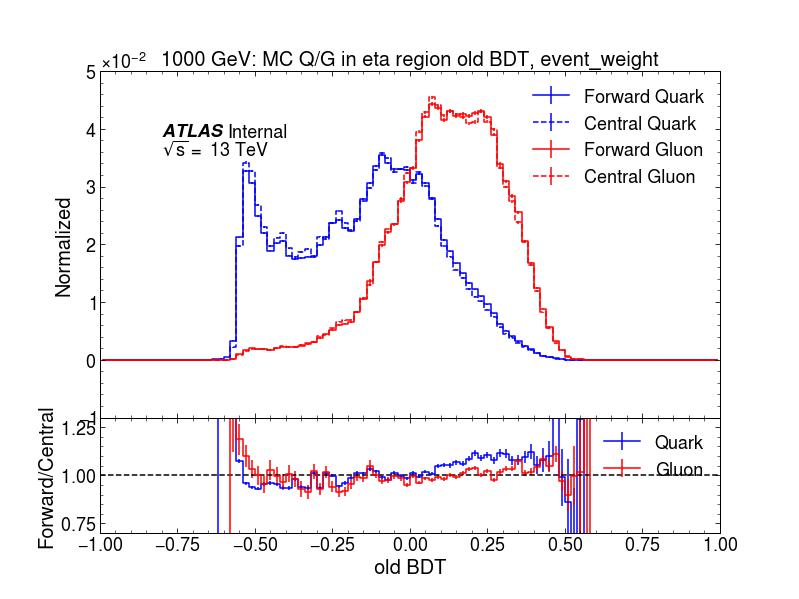 ×10⁻² 1000 GeV: MC Q/G in eta region old BDT, event_weight
5
4
3
2
1
0
−1
Normalized
ATLAS Internal
√s = 13 TeV
Forward Quark
Central Quark
Forward Gluon
Central Gluon
1.25
1.00
0.75
Forward/Central
Quark
Gluon
−1.00 −0.75 −0.50 −0.25 0.00 0.25 0.50 0.75 1.00
old BDT